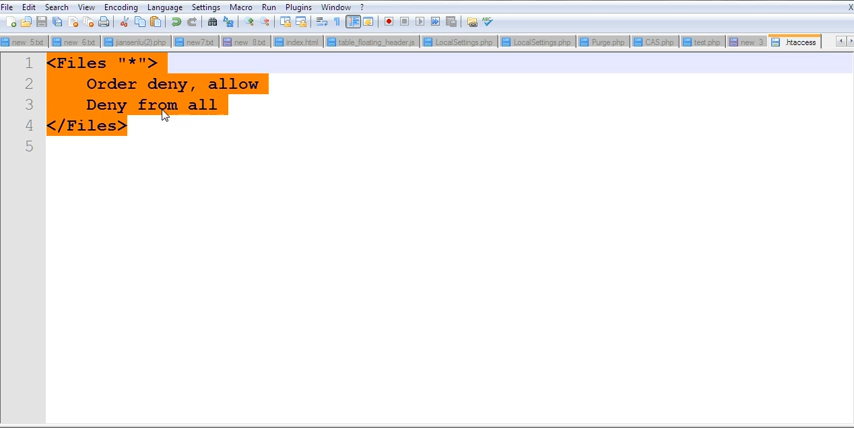 File Edit Search View Encoding Language Settings Macro Run Plugins Window ? X
new 5.txt new 6.txt jiansenlu(2).php new7.txt new 8.txt index.html table_floating_header.js LocalSettings.php LocalSettings.php Purge.php CAS.php test.php new 3 .htaccess
1 <Files "*">
2 Order deny, allow
3 Deny from all
4 </Files>
5